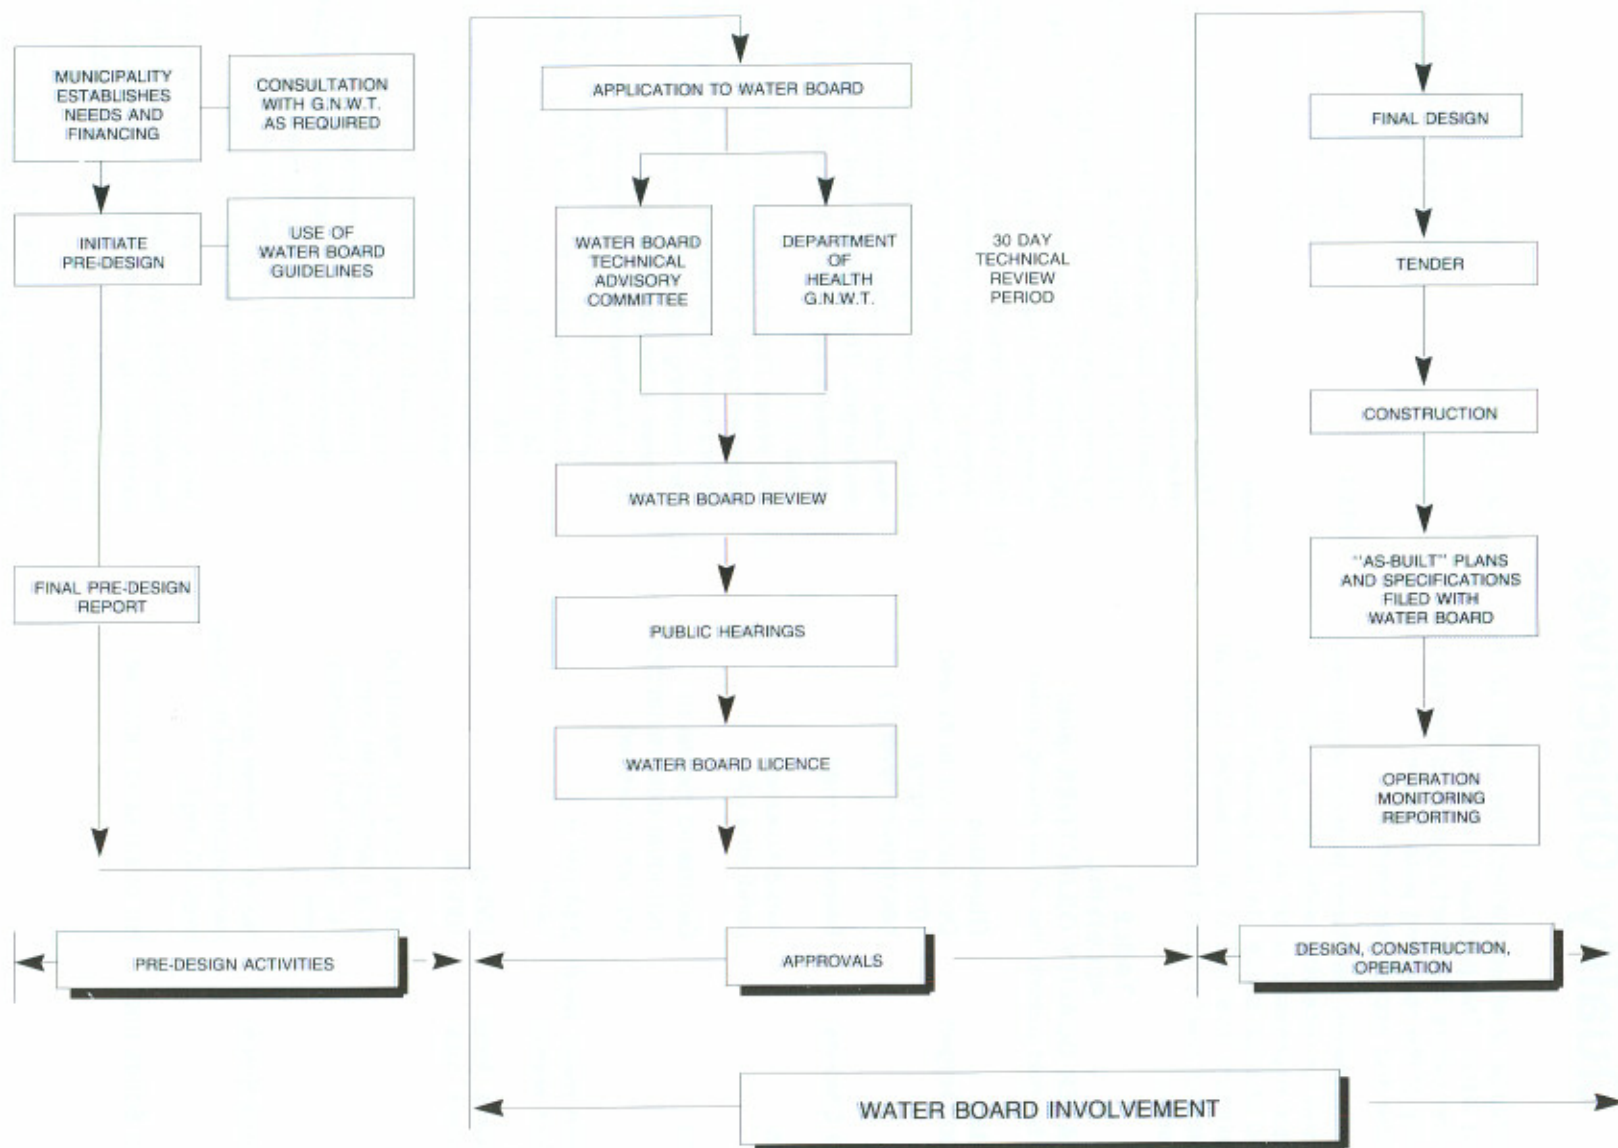 MUNICIPALITY
ESTABLISHES
NEEDS AND
FINANCING
CONSULTATION
WITH G.N.W.T.
AS REQUIRED
INITIATE
PRE-DESIGN
USE OF
WATER BOARD
GUIDELINES
FINAL PRE-DESIGN
REPORT
APPLICATION TO WATER BOARD
WATER BOARD
TECHNICAL
ADVISORY
COMMITTEE
DEPARTMENT
OF
HEALTH
G.N.W.T.
30 DAY
TECHNICAL
REVIEW
PERIOD
WATER BOARD REVIEW
PUBLIC HEARINGS
WATER BOARD LICENCE
FINAL DESIGN
TENDER
CONSTRUCTION
"AS-BUILT" PLANS
AND SPECIFICATIONS
FILED WITH
WATER BOARD
OPERATION
MONITORING
REPORTING
PRE-DESIGN ACTIVITIES
APPROVALS
DESIGN, CONSTRUCTION,
OPERATION
WATER BOARD INVOLVEMENT